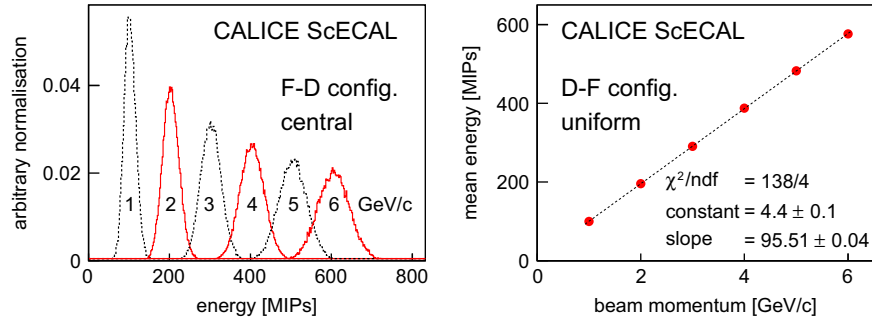 CALICE ScECAL
F-D config.
central
0.04
0.02
0
arbitrary normalisation
1 2 3 4 5 6 GeV/c
0 200 400 600 800
energy [MIPs]
CALICE ScECAL
D-F config.
uniform
600
400
200
0
mean energy [MIPs]
χ²/ndf = 138/4
constant = 4.4 ± 0.1
slope = 95.51 ± 0.04
0 2 4 6
beam momentum [GeV/c]